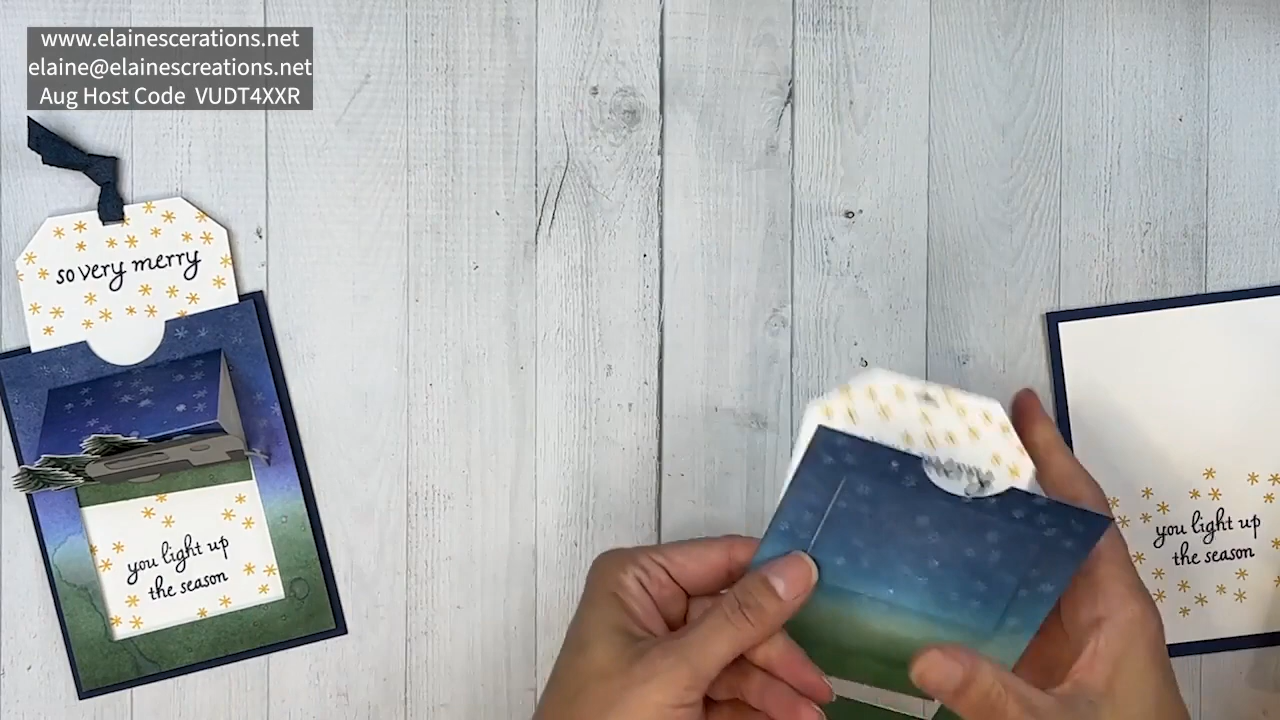 www.elainescerations.net
elaine@elainescreations.net
Aug Host Code VUDT4XXR
so very merry
you light up
the season
you light up
the season